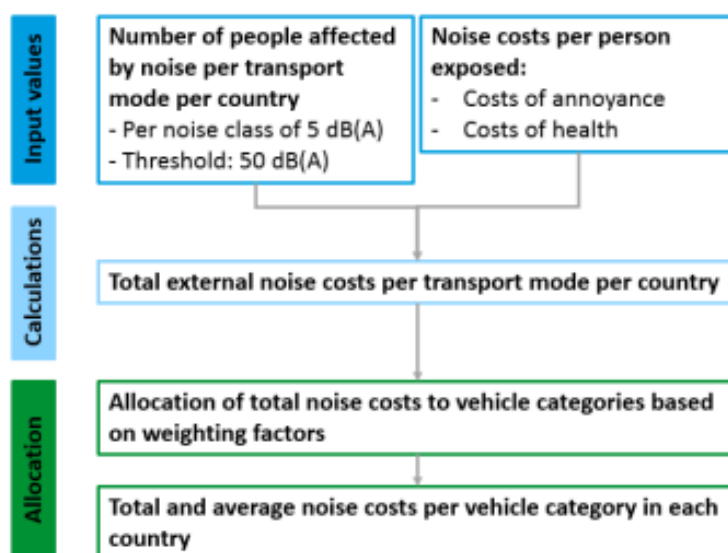 Input values
Number of people affected
by noise per transport
mode per country
- Per noise class of 5 dB(A)
- Threshold: 50 dB(A)
Noise costs per person
exposed:
- Costs of annoyance
- Costs of health
Calculations
Total external noise costs per transport mode per country
Allocation
Allocation of total noise costs to vehicle categories based
on weighting factors
Total and average noise costs per vehicle category in each
country